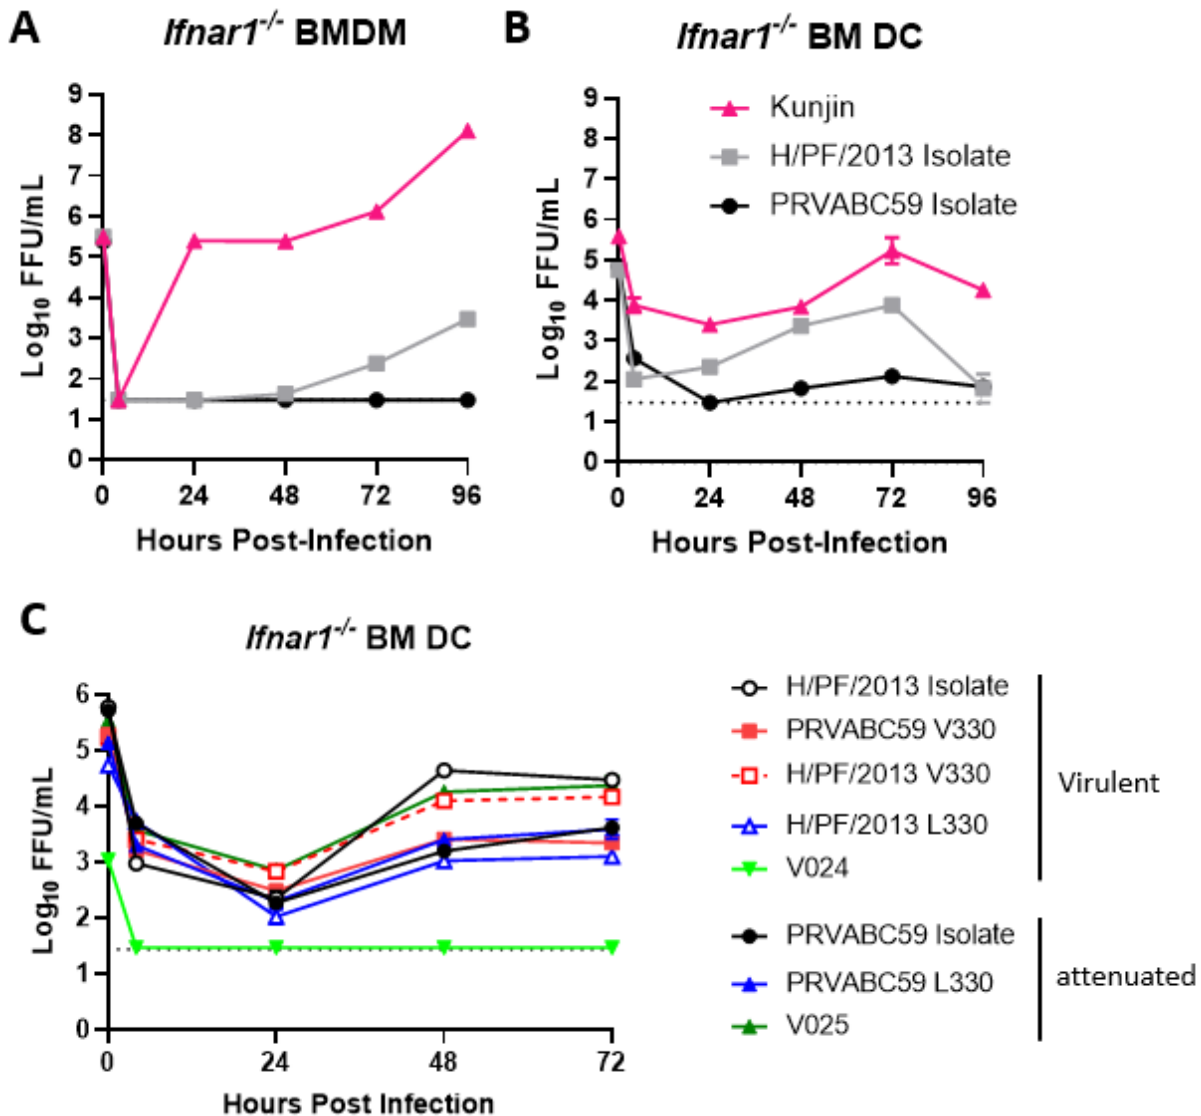 A
Ifnar1-/- BMDM
9
8
7
6
5
4
3
2
1
0
Log10 FFU/mL
0 24 48 72 96
Hours Post-Infection
B
Ifnar1-/- BM DC
9
8
7
6
5
4
3
2
1
0
Log10 FFU/mL
Kunjin
H/PF/2013 Isolate
PRVABC59 Isolate
0 24 48 72 96
Hours Post-Infection
C
Ifnar1-/- BM DC
6
5
4
3
2
1
0
Log10 FFU/mL
0 24 48 72
Hours Post Infection
H/PF/2013 Isolate
PRVABC59 V330
H/PF/2013 V330
H/PF/2013 L330
V024
Virulent
PRVABC59 Isolate
PRVABC59 L330
V025
attenuated